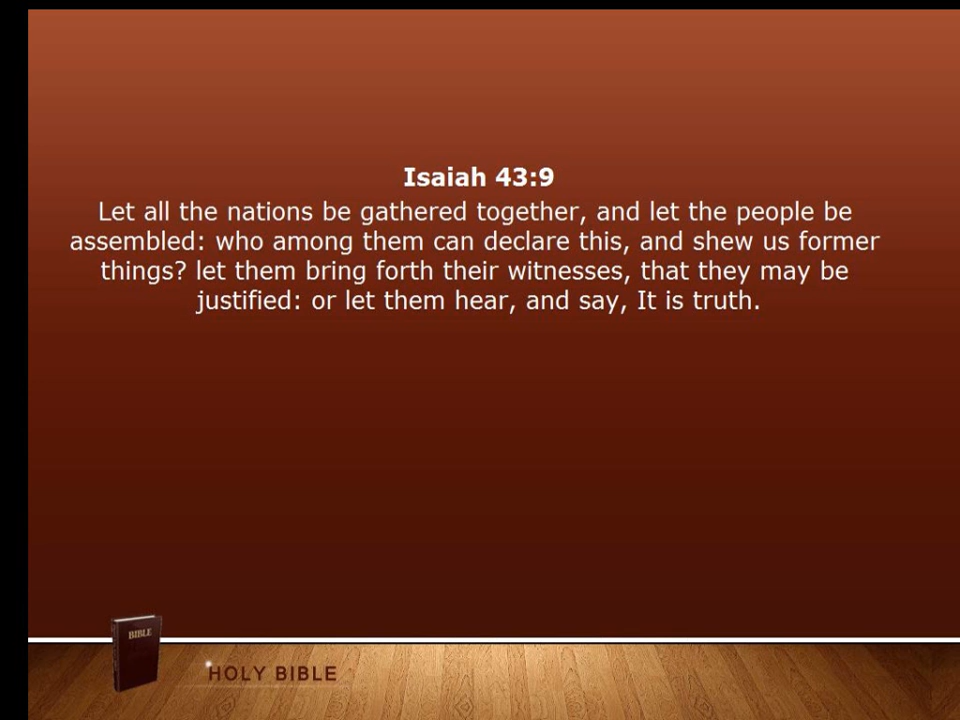 Isaiah 43:9
Let all the nations be gathered together, and let the people be
assembled: who among them can declare this, and shew us former
things? let them bring forth their witnesses, that they may be
justified: or let them hear, and say, It is truth.
BIBLE
HOLY BIBLE